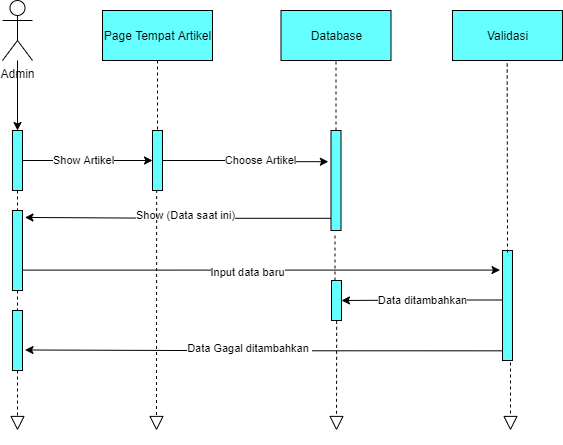 Page Tempat Artikel
Database
Validasi
Admin
Show Artikel
Choose Artikel
Show (Data saat ini)
Input data baru
Data ditambahkan
Data Gagal ditambahkan